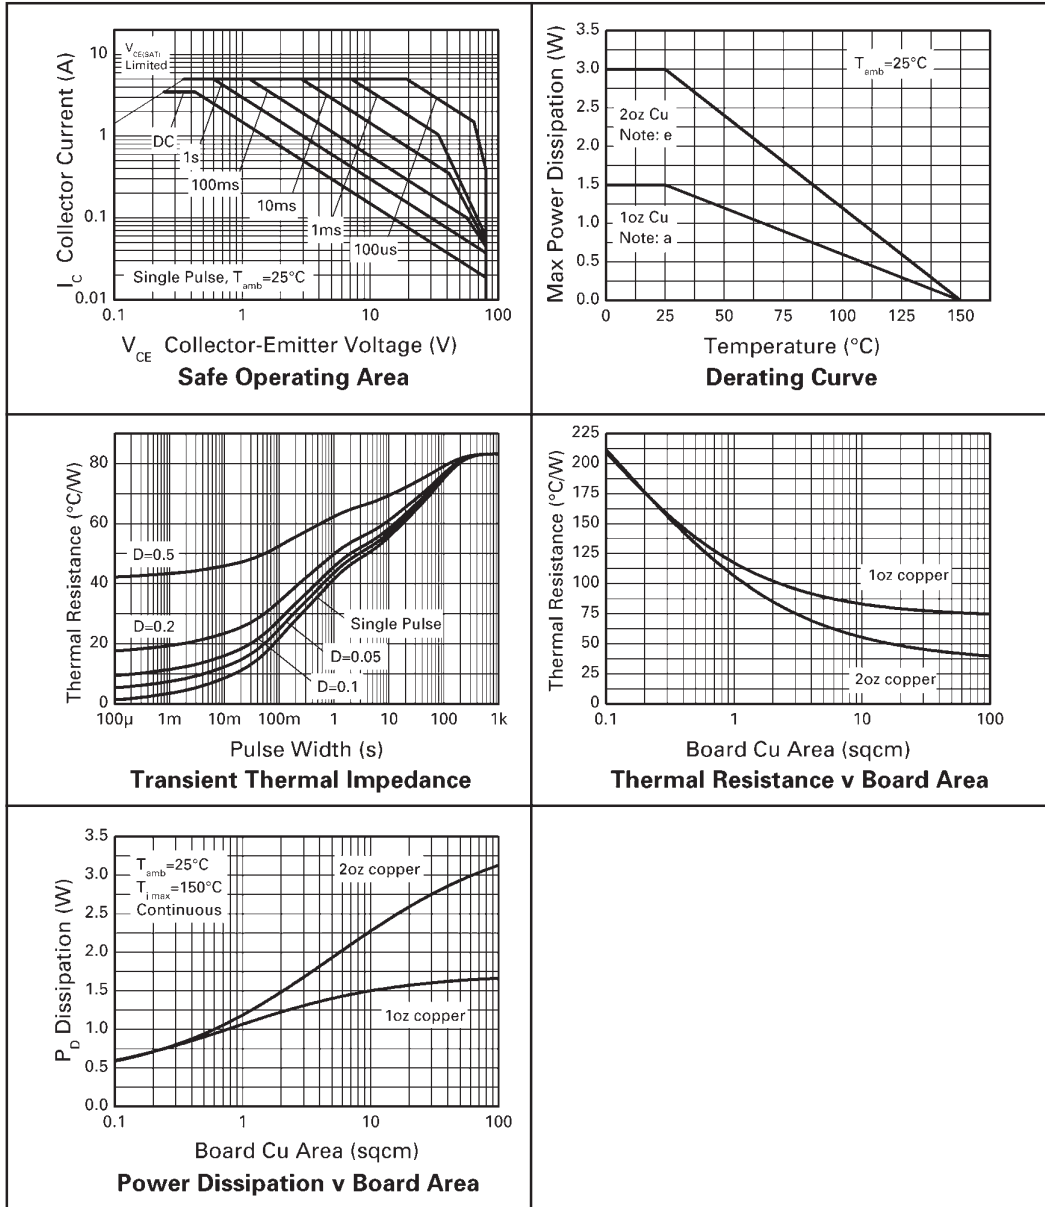 V_CE(SAT)
Limited
10
1
0.1
0.01
DC
1s
100ms
10ms
1ms
100us
Single Pulse, T_amb=25°C
0.1
1
10
100
I_C Collector Current (A)
V_CE Collector-Emitter Voltage (V)
Safe Operating Area
3.5
3.0
2.5
2.0
1.5
1.0
0.5
0.0
T_amb=25°C
2oz Cu
Note: e
1oz Cu
Note: a
0
25
50
75
100
125
150
Max Power Dissipation (W)
Temperature (°C)
Derating Curve
80
60
40
20
0
D=0.5
D=0.2
Single Pulse
D=0.05
D=0.1
100µ
1m
10m
100m
1
10
100
1k
Thermal Resistance (°C/W)
Pulse Width (s)
Transient Thermal Impedance
225
200
175
150
125
100
75
50
25
0
1oz copper
2oz copper
0.1
1
10
100
Thermal Resistance (°C/W)
Board Cu Area (sqcm)
Thermal Resistance v Board Area
3.5
3.0
2.5
2.0
1.5
1.0
0.5
0.0
T_amb=25°C
T_j max=150°C
Continuous
2oz copper
1oz copper
0.1
1
10
100
P_D Dissipation (W)
Board Cu Area (sqcm)
Power Dissipation v Board Area